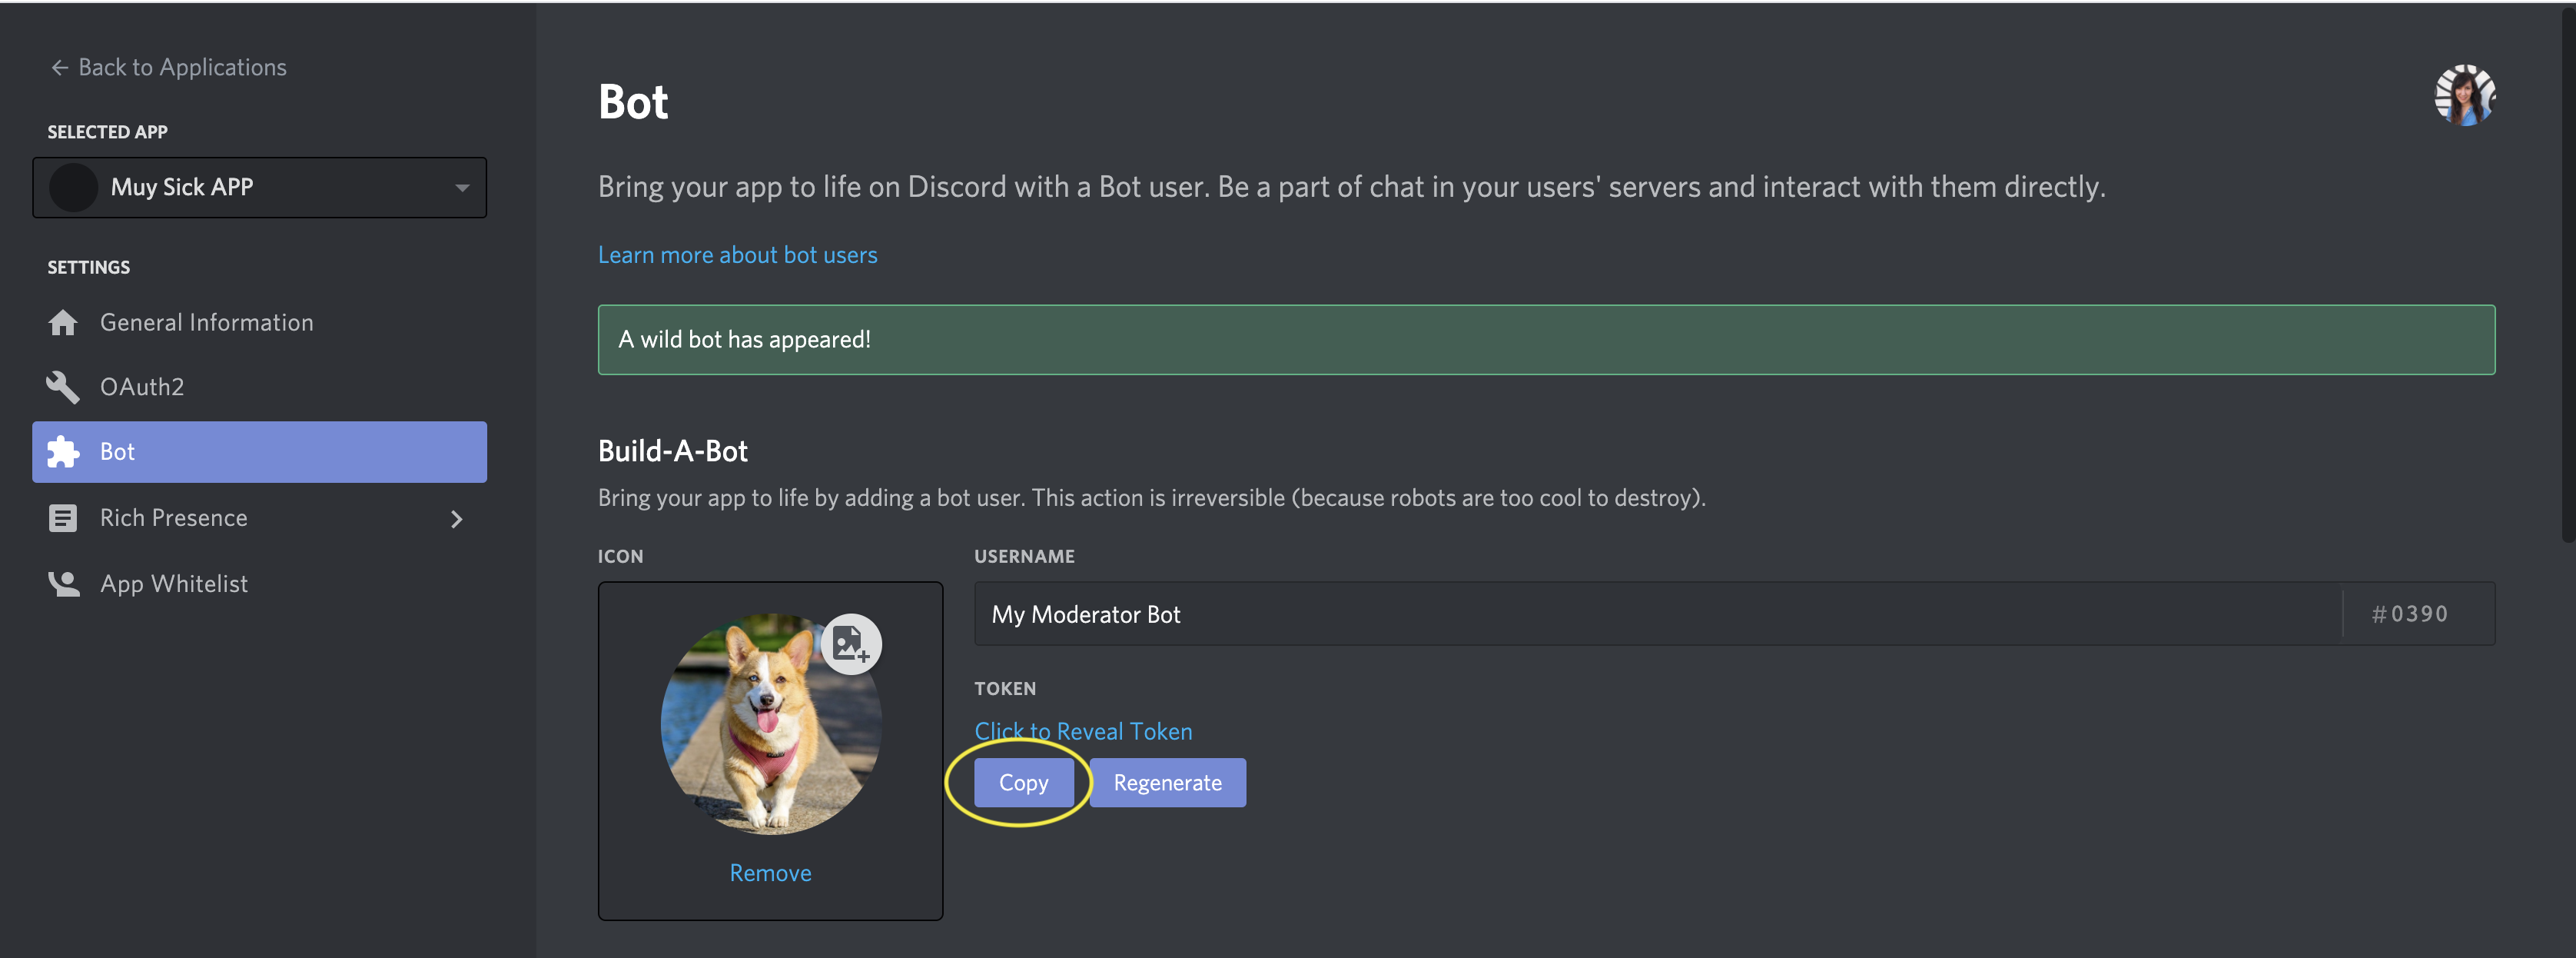 ← Back to Applications
SELECTED APP
Muy Sick APP
SETTINGS
General Information
OAuth2
Bot
Rich Presence
App Whitelist
Bot
Bring your app to life on Discord with a Bot user. Be a part of chat in your users' servers and interact with them directly.
Learn more about bot users
A wild bot has appeared!
Build-A-Bot
Bring your app to life by adding a bot user. This action is irreversible (because robots are too cool to destroy).
ICON
Remove
USERNAME
My Moderator Bot #0390
TOKEN
Click to Reveal Token
Copy Regenerate